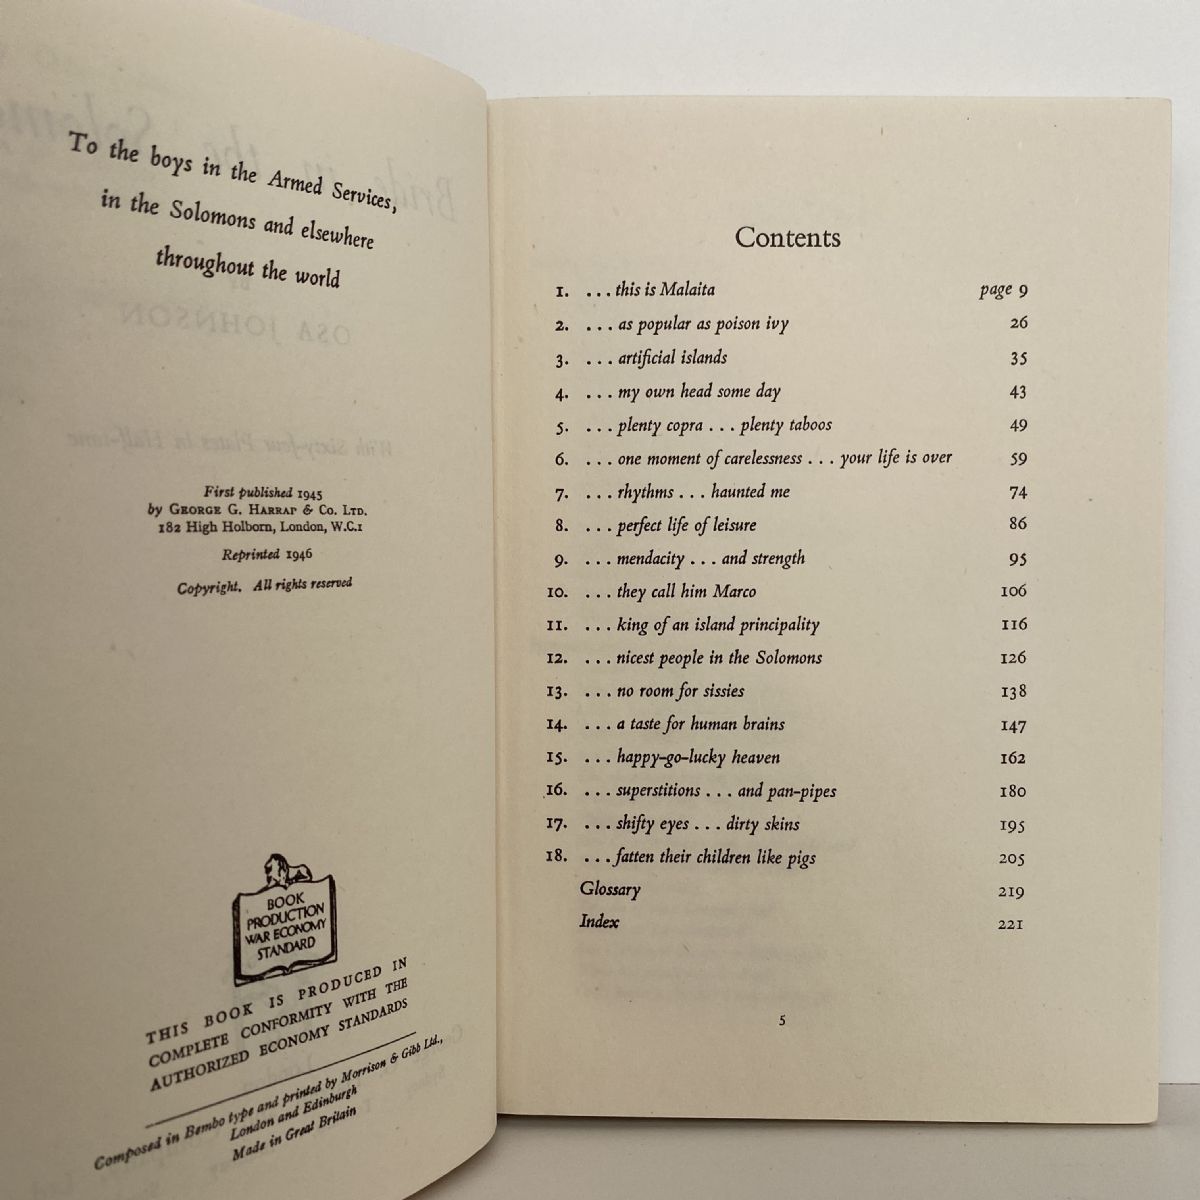 To the boys in the Armed Services,
in the Solomons and elsewhere
throughout the world
OSA JOHNSON
With Sixty-four Plates in Half-tone
First published 1945
by GEORGE G. HARRAP & CO. LTD.
182 High Holborn, London, W.C.1
Reprinted 1946
Copyright. All rights reserved
BOOK
PRODUCTION
WAR ECONOMY
STANDARD
THIS BOOK IS PRODUCED IN
COMPLETE CONFORMITY WITH THE
AUTHORIZED ECONOMY STANDARDS
Composed in Bembo type and printed by Morrison & Gibb Ltd.,
London and Edinburgh
Made in Great Britain
Contents
1. ... this is Malaita page 9
2. ... as popular as poison ivy 26
3. ... artificial islands 35
4. ... my own head some day 43
5. ... plenty copra ... plenty taboos 49
6. ... one moment of carelessness ... your life is over 59
7. ... rhythms ... haunted me 74
8. ... perfect life of leisure 86
9. ... mendacity ... and strength 95
10. ... they call him Marco 106
11. ... king of an island principality 116
12. ... nicest people in the Solomons 126
13. ... no room for sissies 138
14. ... a taste for human brains 147
15. ... happy-go-lucky heaven 162
16. ... superstitions ... and pan-pipes 180
17. ... shifty eyes ... dirty skins 195
18. ... fatten their children like pigs 205
Glossary 219
Index 221
5